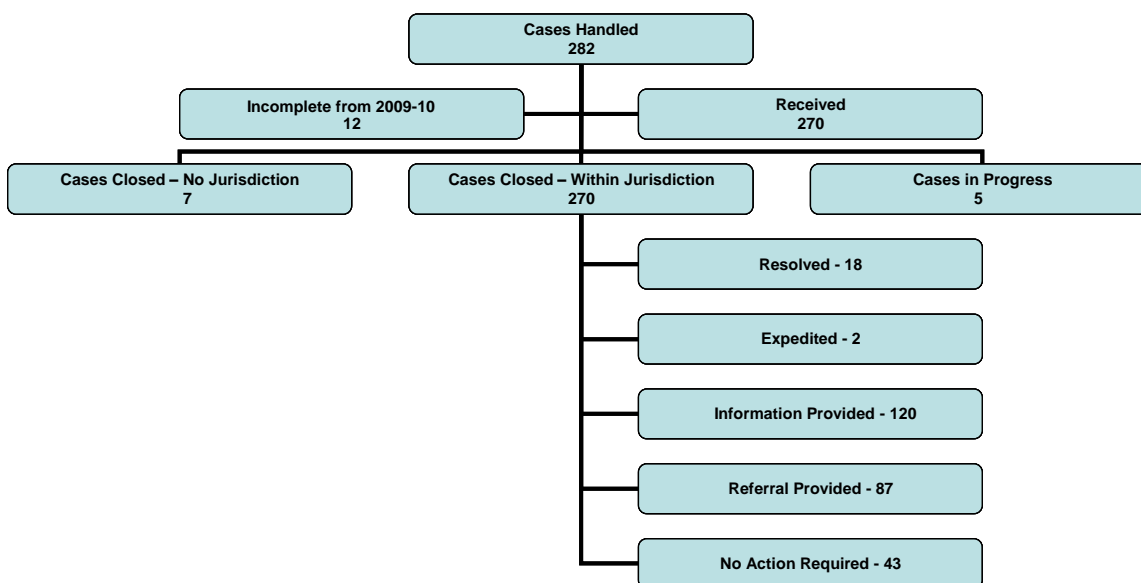 Cases Handled
282
Incomplete from 2009-10
12
Received
270
Cases Closed – No Jurisdiction
7
Cases Closed – Within Jurisdiction
270
Cases in Progress
5
Resolved - 18
Expedited - 2
Information Provided - 120
Referral Provided - 87
No Action Required - 43